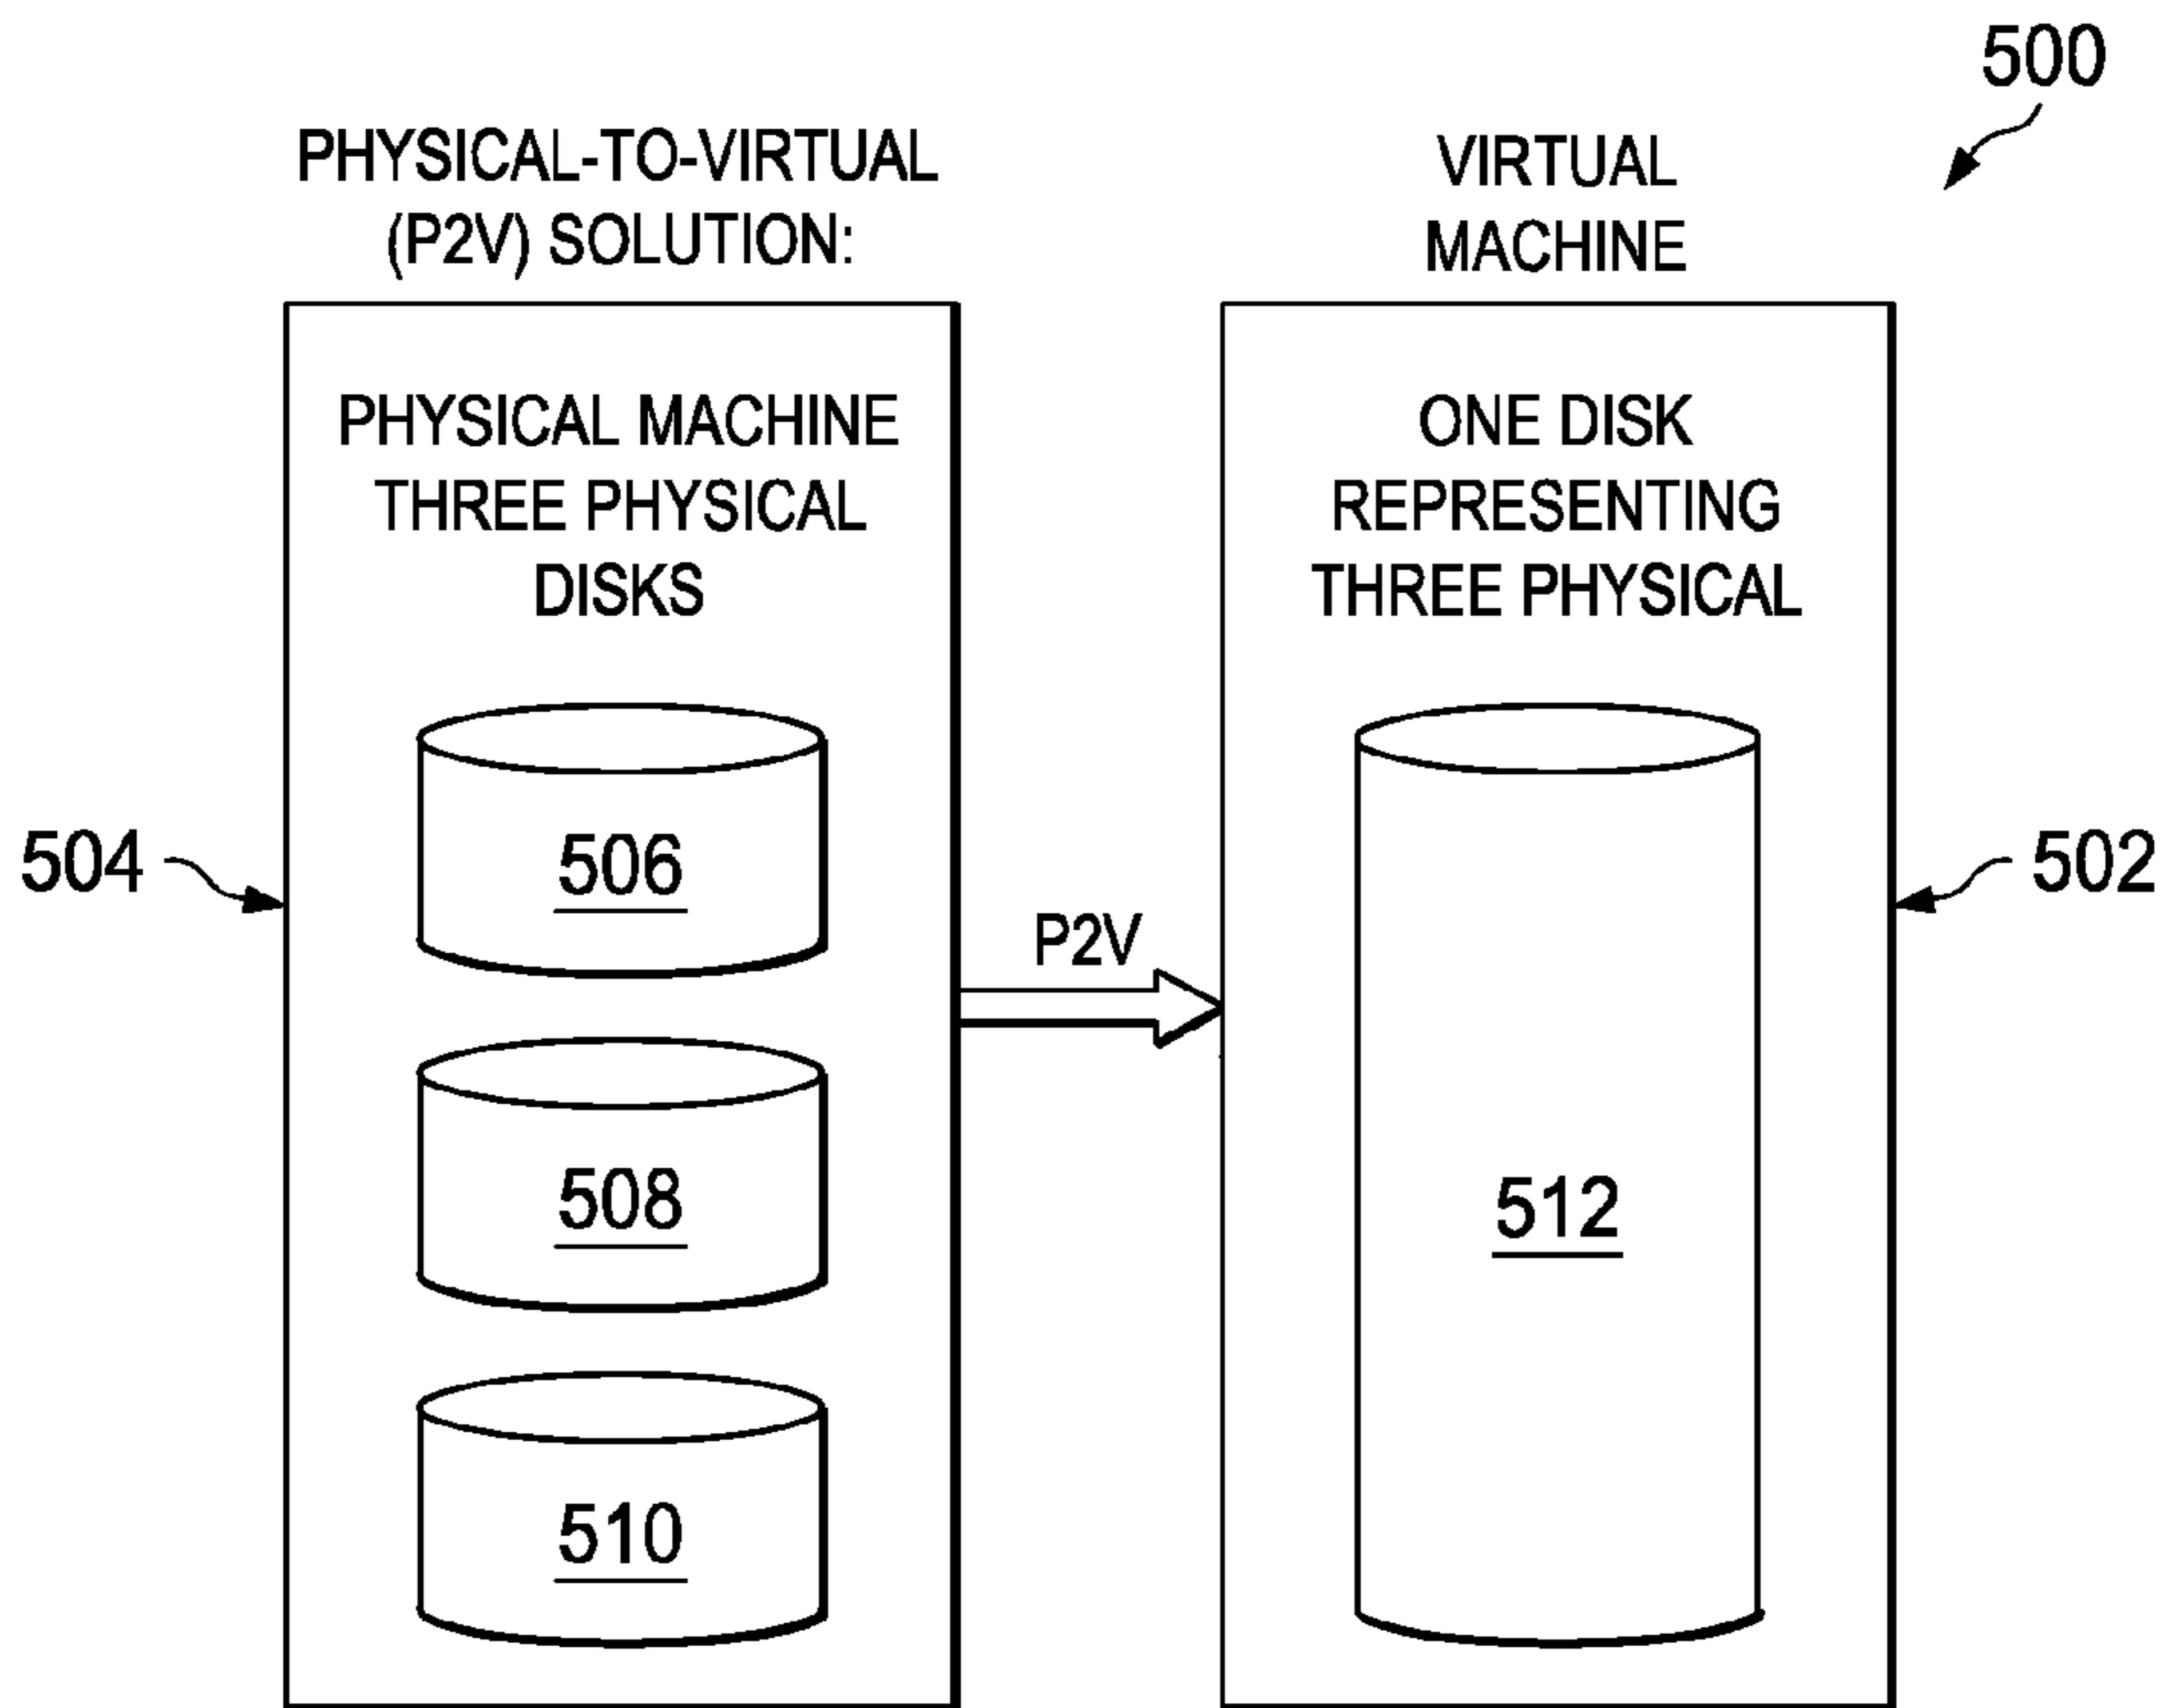 500
PHYSICAL-TO-VIRTUAL
(P2V) SOLUTION:
VIRTUAL
MACHINE
PHYSICAL MACHINE
THREE PHYSICAL
DISKS
ONE DISK
REPRESENTING
THREE PHYSICAL
504
506
508
510
P2V
512
502